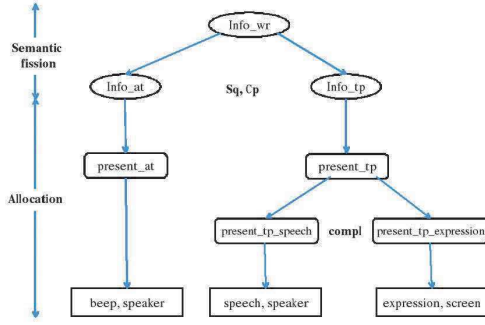 Info_wr
Semantic
fission
Info_at
Sq, Cp
Info_tp
present_at
present_tp
Allocation
present_tp_speech
compl
present_tp_expression
beep, speaker
speech, speaker
expression, screen